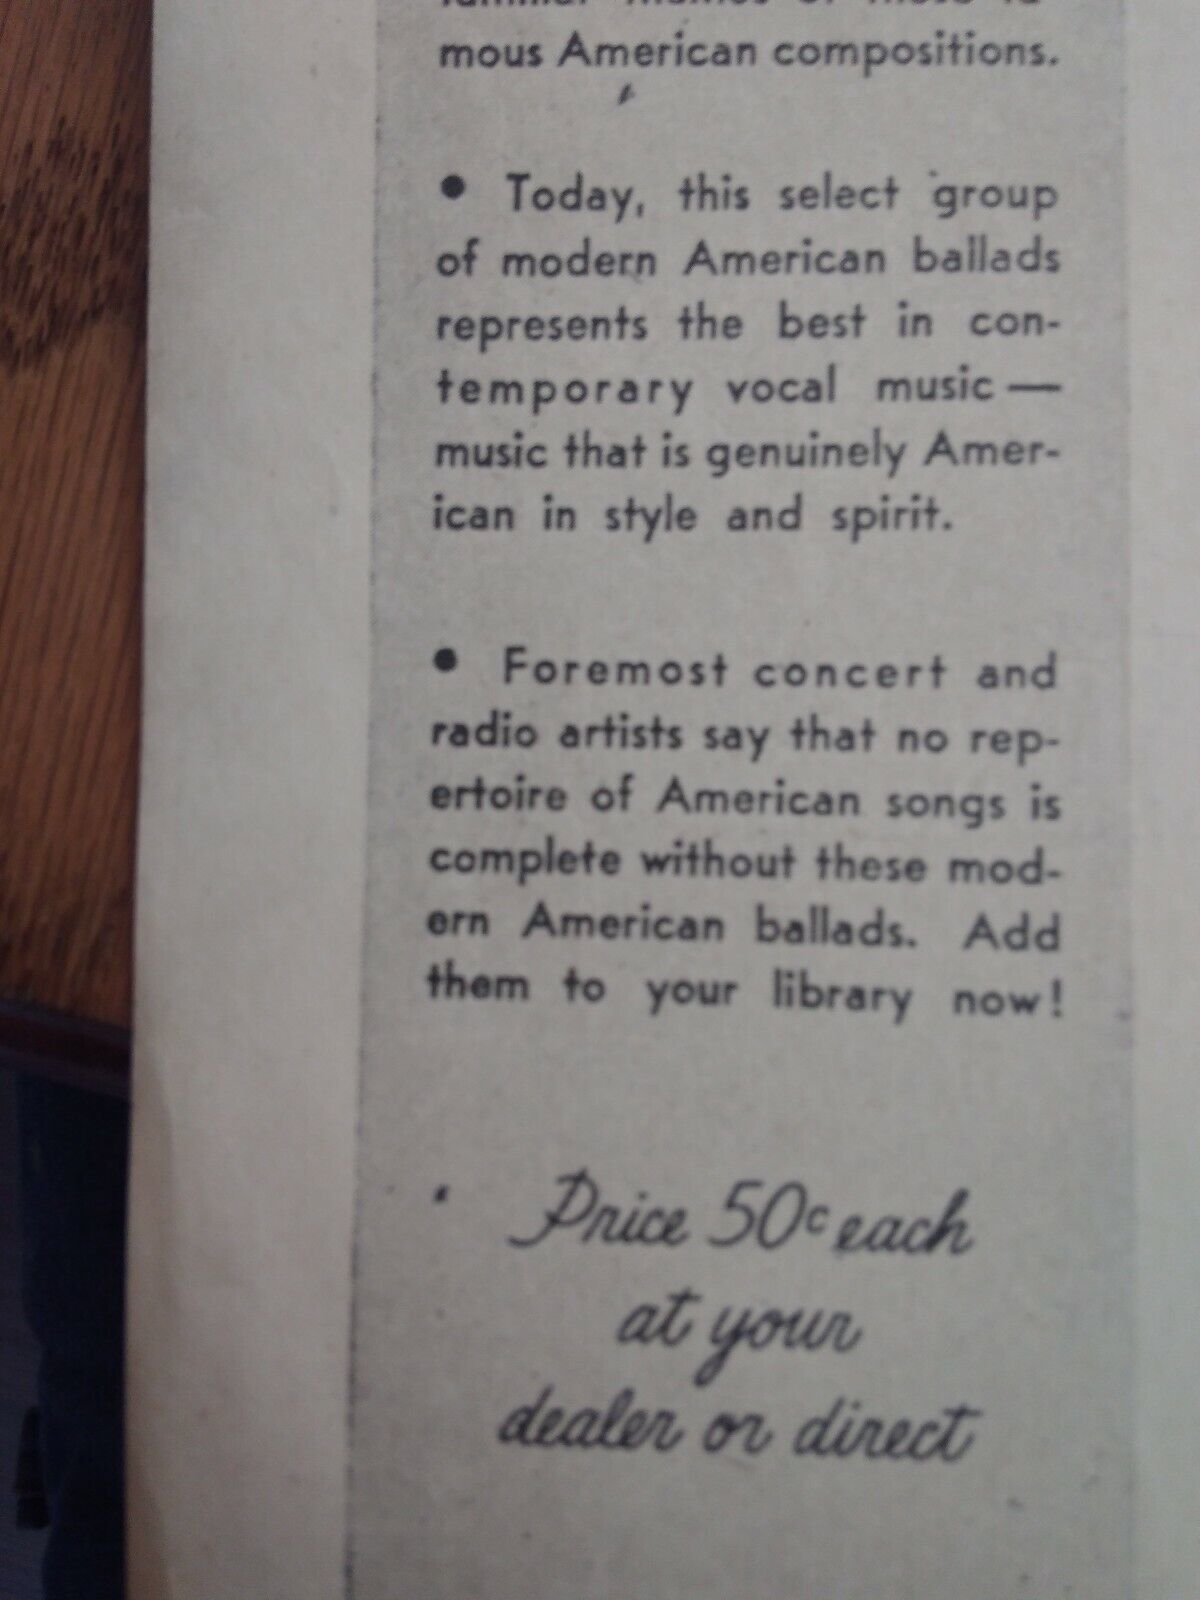 mous American compositions.
• Today, this select group
of modern American ballads
represents the best in con-
temporary vocal music —
music that is genuinely Amer-
ican in style and spirit.
• Foremost concert and
radio artists say that no rep-
ertoire of American songs is
complete without these mod-
ern American ballads. Add
them to your library now!
Price 50c each
at your
dealer or direct